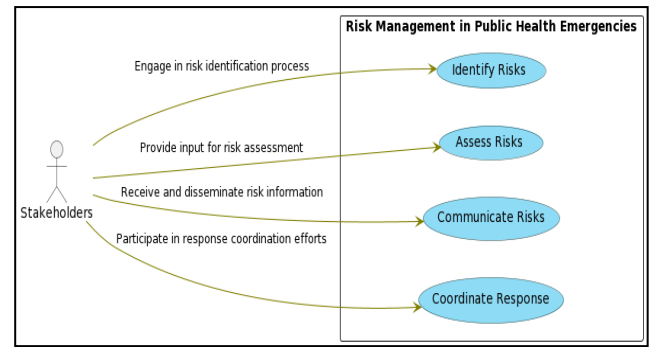 Risk Management in Public Health Emergencies
Engage in risk identification process
Identify Risks
Provide input for risk assessment
Assess Risks
Receive and disseminate risk information
Communicate Risks
Stakeholders
Participate in response coordination efforts
Coordinate Response